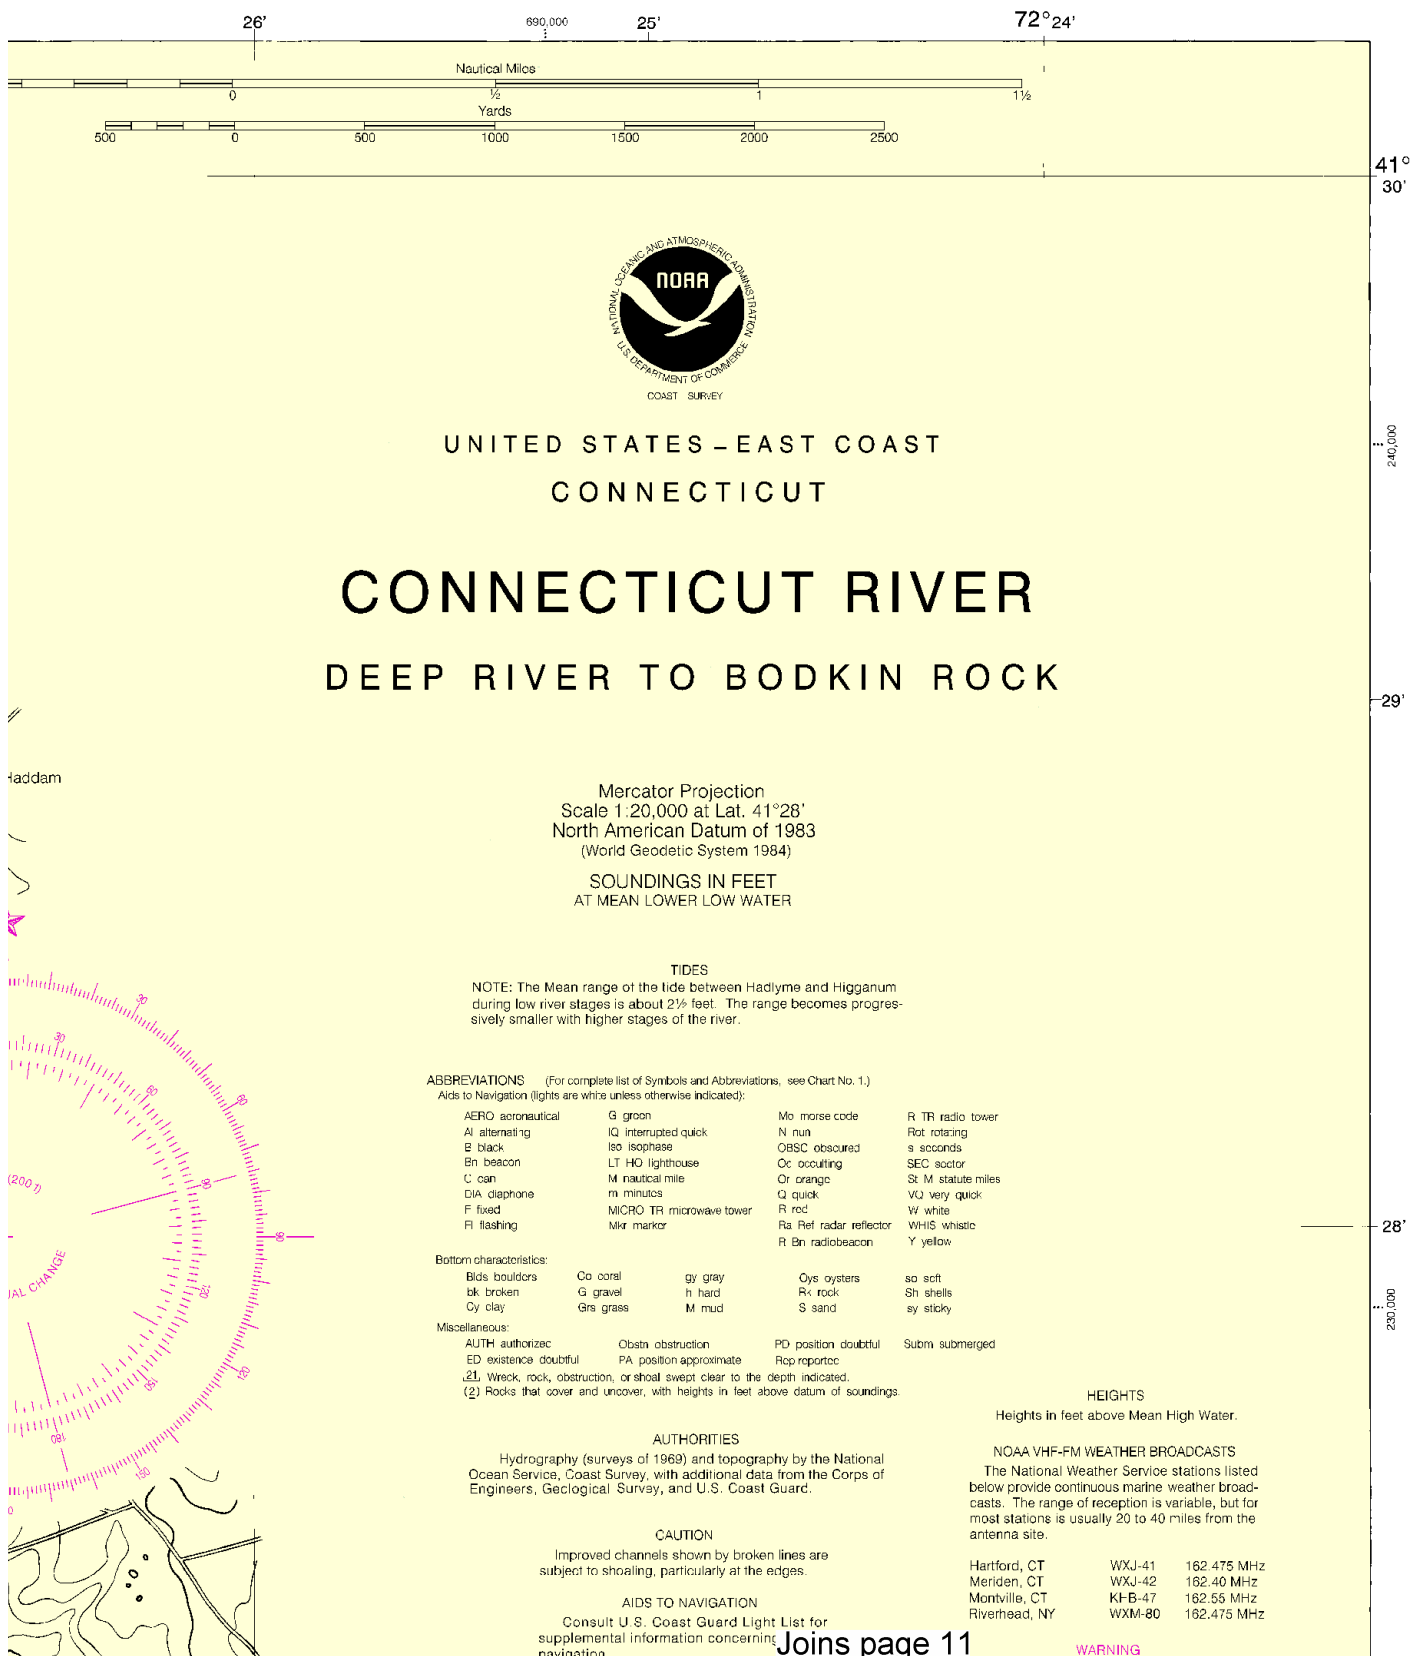 26' 690,000 25' 72° 24'
Nautical Miles
0 ½ 1 1½
Yards
500 0 500 1000 1500 2000 2500
41°
30'
NATIONAL OCEANIC AND ATMOSPHERIC ADMINISTRATION
NOAA
U.S. DEPARTMENT OF COMMERCE
COAST SURVEY
240,000
UNITED STATES – EAST COAST
CONNECTICUT
CONNECTICUT RIVER
DEEP RIVER TO BODKIN ROCK
29'
Haddam
Mercator Projection
Scale 1:20,000 at Lat. 41°28'
North American Datum of 1983
(World Geodetic System 1984)
SOUNDINGS IN FEET
AT MEAN LOWER LOW WATER
TIDES
NOTE: The Mean range of the tide between Hadlyme and Higganum
during low river stages is about 2½ feet. The range becomes progres-
sively smaller with higher stages of the river.
30
60
90
120
150
0
30
60
90
120
150
180
(2001)
UAL CHANGE
ABBREVIATIONS (For complete list of Symbols and Abbreviations, see Chart No. 1.)
Aids to Navigation (lights are white unless otherwise indicated):
AERO aeronautical G green Mo morse code R TR radio tower
Al alternating IQ interrupted quick N nun Rot rotating
B black Iso isophase OBSC obscured s seconds
Bn beacon LT HO lighthouse Oc occulting SEC sector
C can M nautical mile Or orange St M statute miles
DIA diaphone m minutes Q quick VQ very quick
F fixed MICRO TR microwave tower R red W white
Fl flashing Mkr marker Ra Ref radar reflector WHIS whistle
R Bn radiobeacon Y yellow
28'
Bottom characteristics:
Blds boulders Co coral gy gray Oys oysters so soft
bk broken G gravel h hard Rk rock Sh shells
Cy clay Grs grass M mud S sand sy sticky
230,000
Miscellaneous:
AUTH authorized Obstn obstruction PD position doubtful Subm submerged
ED existence doubtful PA position approximate Rep reported
21, Wreck, rock, obstruction, or shoal swept clear to the depth indicated.
(2) Rocks that cover and uncover, with heights in feet above datum of soundings.
AUTHORITIES
Hydrography (surveys of 1969) and topography by the National
Ocean Service, Coast Survey, with additional data from the Corps of
Engineers, Geological Survey, and U.S. Coast Guard.
CAUTION
Improved channels shown by broken lines are
subject to shoaling, particularly at the edges.
AIDS TO NAVIGATION
Consult U.S. Coast Guard Light List for
supplemental information concerning
navigation.
HEIGHTS
Heights in feet above Mean High Water.
NOAA VHF-FM WEATHER BROADCASTS
The National Weather Service stations listed
below provide continuous marine weather broad-
casts. The range of reception is variable, but for
most stations is usually 20 to 40 miles from the
antenna site.
Hartford, CT WXJ-41 162.475 MHz
Meriden, CT WXJ-42 162.40 MHz
Montville, CT KHB-47 162.55 MHz
Riverhead, NY WXM-80 162.475 MHz
WARNING
Joins page 11